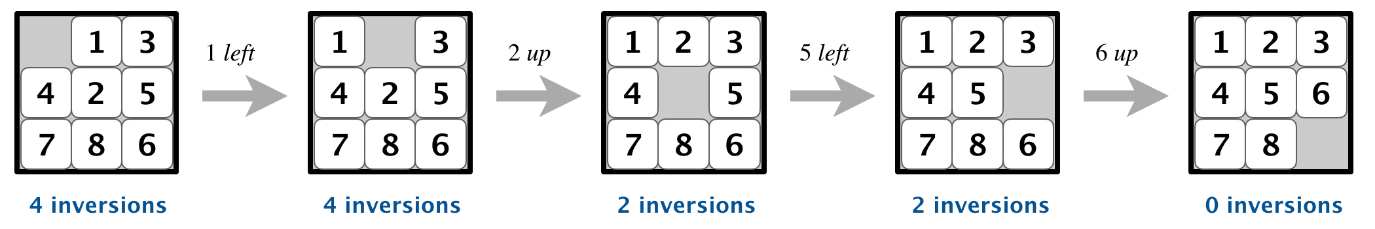 1 3 1 3 1 2 3 1 2 3 1 2 3
1 left 2 up 5 left 6 up
4 2 5 4 2 5 4 5 4 5 4 5 6
7 8 6 7 8 6 7 8 6 7 8 6 7 8
4 inversions 4 inversions 2 inversions 2 inversions 0 inversions